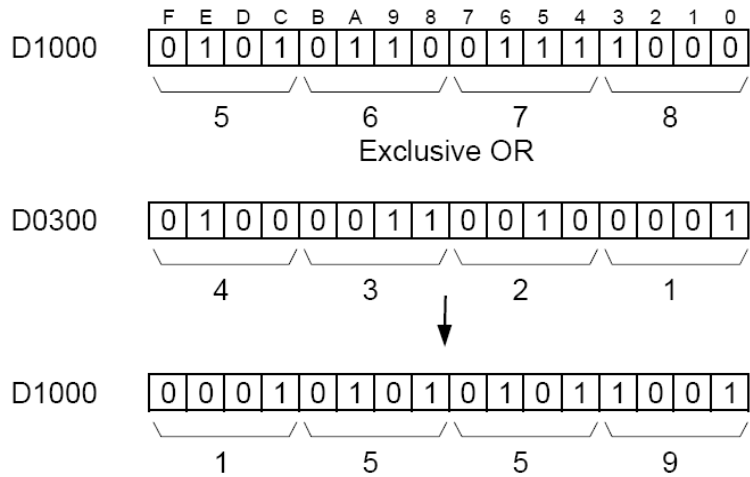 F E D C B A 9 8 7 6 5 4 3 2 1 0
D1000 0 1 0 1 0 1 1 0 0 1 1 1 1 0 0 0
5 6 7 8
Exclusive OR
D0300 0 1 0 0 0 0 1 1 0 0 1 0 0 0 0 1
4 3 2 1
D1000 0 0 0 1 0 1 0 1 0 1 0 1 1 0 0 1
1 5 5 9